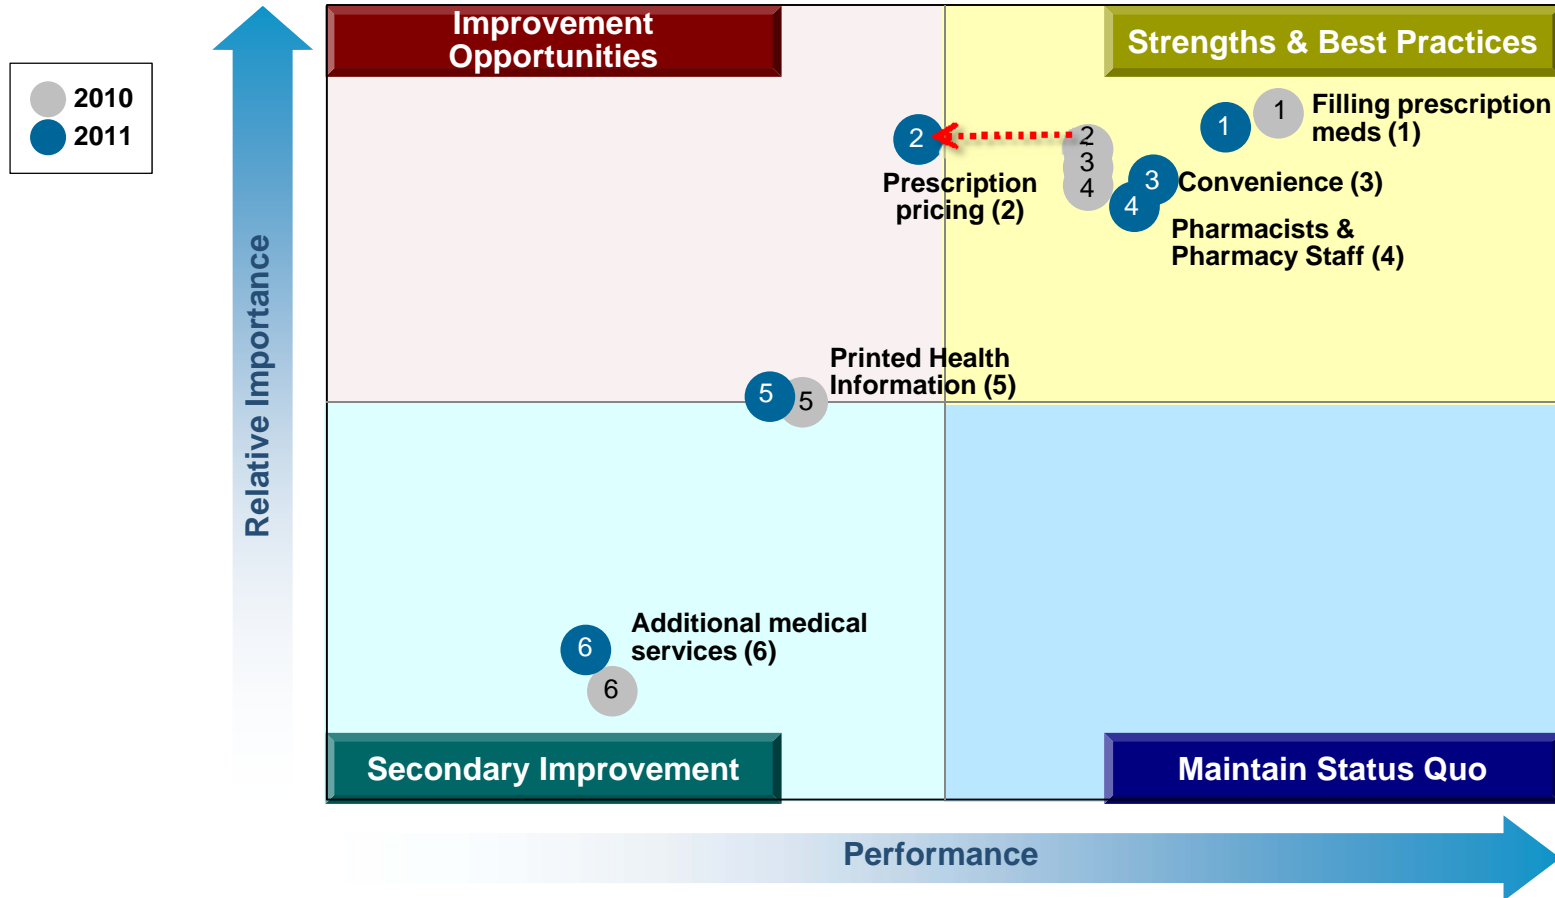 Improvement
Opportunities
Strengths & Best Practices
2010
2011
1
1
Filling prescription
meds (1)
2
2
3
4
3
4
Convenience (3)
Prescription
pricing (2)
Pharmacists &
Pharmacy Staff (4)
Relative Importance
Printed Health
Information (5)
5
5
Additional medical
services (6)
6
6
Secondary Improvement
Maintain Status Quo
Performance